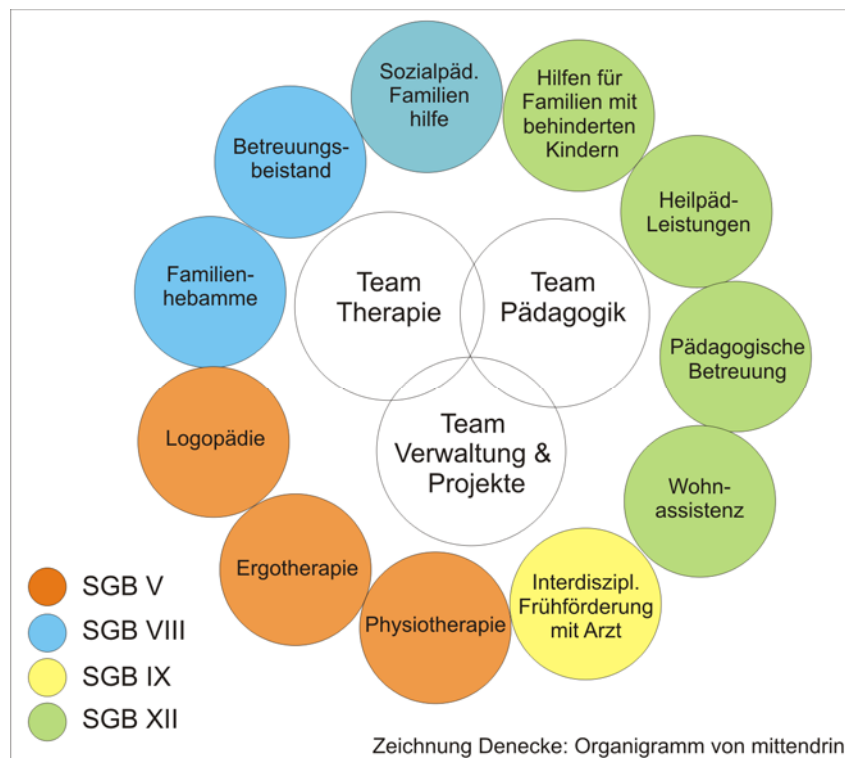 Sozialpäd.
Familien
hilfe
Hilfen für
Familien mit
behinderten
Kindern
Betreuungs-
beistand
Heilpäd-
Leistungen
Familien-
hebamme
Team
Therapie
Team
Pädagogik
Pädagogische
Betreuung
Logopädie
Team
Verwaltung &
Projekte
Wohn-
assistenz
Ergotherapie
Physiotherapie
Interdiszipl.
Frühförderung
mit Arzt
SGB V
SGB VIII
SGB IX
SGB XII
Zeichnung Denecke: Organigramm von mittendrin